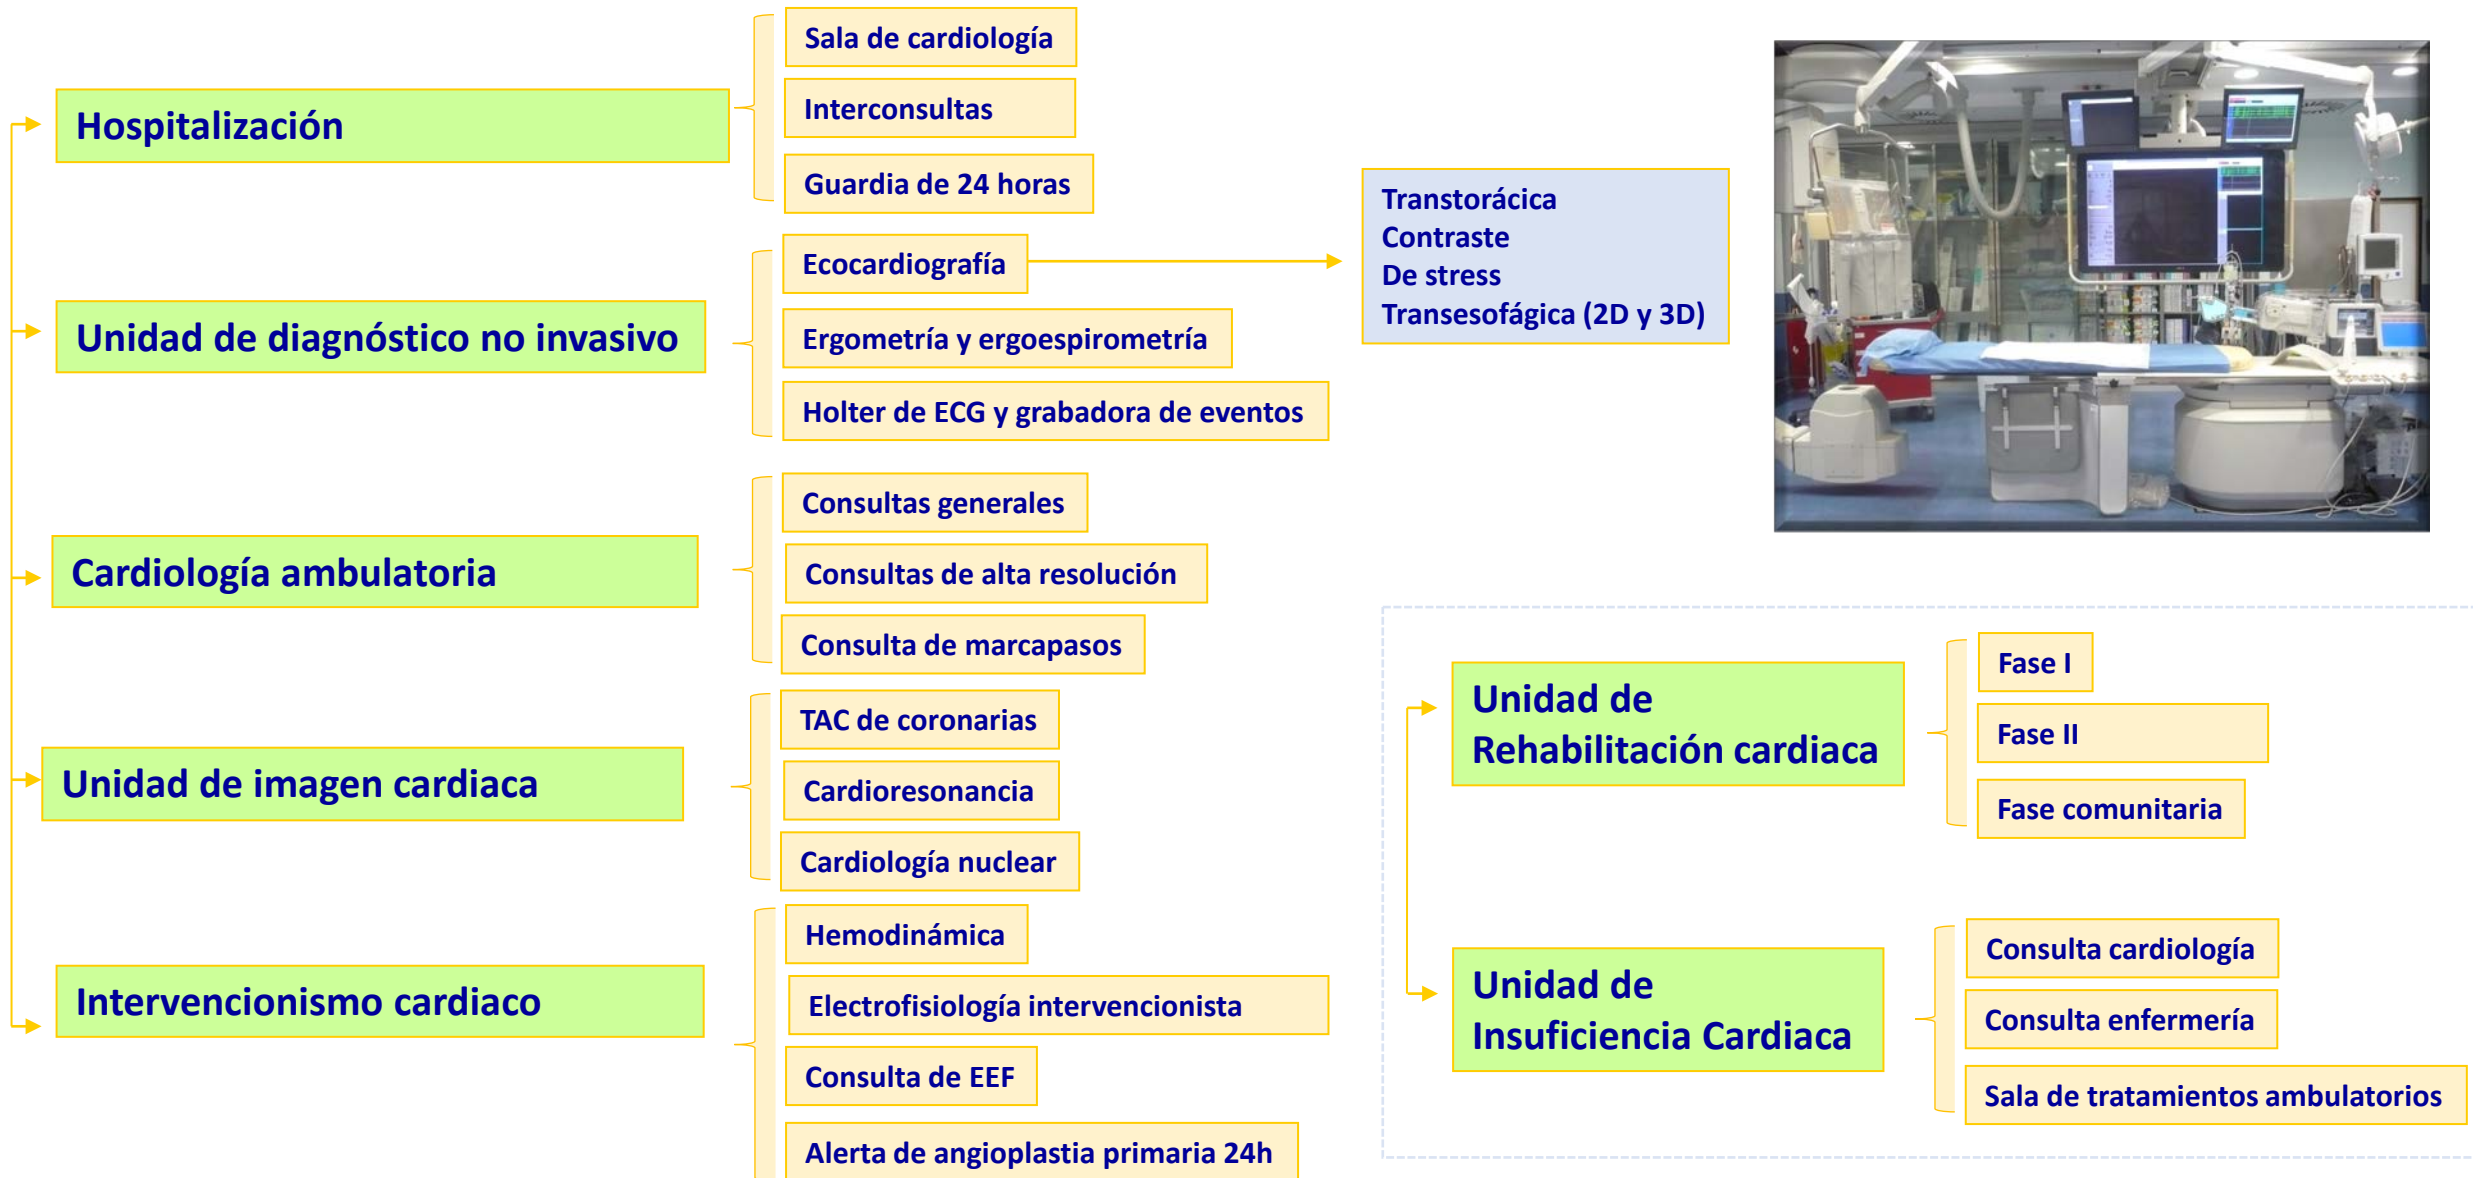 Hospitalización
Sala de cardiología
Interconsultas
Guardia de 24 horas
Unidad de diagnóstico no invasivo
Ecocardiografía
Transtorácica
Contraste
De stress
Transesofágica (2D y 3D)
Ergometría y ergoespirometría
Holter de ECG y grabadora de eventos
Cardiología ambulatoria
Consultas generales
Consultas de alta resolución
Consulta de marcapasos
Unidad de imagen cardiaca
TAC de coronarias
Cardioresonancia
Cardiología nuclear
Intervencionismo cardiaco
Hemodinámica
Electrofisiología intervencionista
Consulta de EEF
Alerta de angioplastia primaria 24h
Unidad de
Rehabilitación cardiaca
Fase I
Fase II
Fase comunitaria
Unidad de
Insuficiencia Cardiaca
Consulta cardiología
Consulta enfermería
Sala de tratamientos ambulatorios